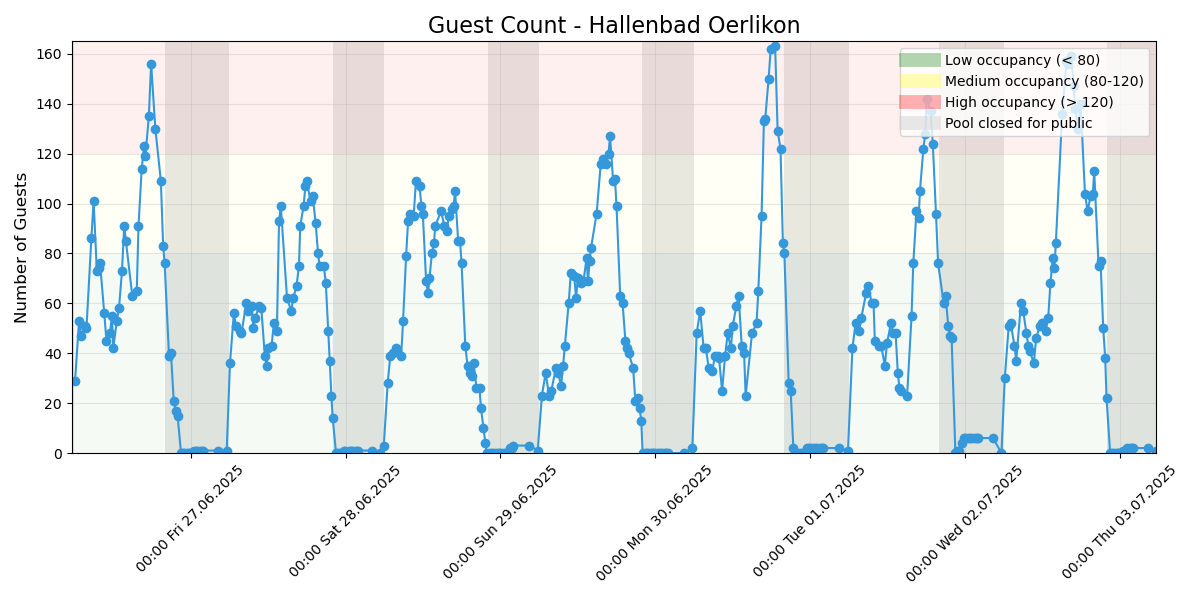 Guest Count - Hallenbad Oerlikon
Number of Guests
160
140
120
100
80
60
40
20
0
Low occupancy (< 80)
Medium occupancy (80-120)
High occupancy (> 120)
Pool closed for public
00:00 Fri 27.06.2025
00:00 Sat 28.06.2025
00:00 Sun 29.06.2025
00:00 Mon 30.06.2025
00:00 Tue 01.07.2025
00:00 Wed 02.07.2025
00:00 Thu 03.07.2025